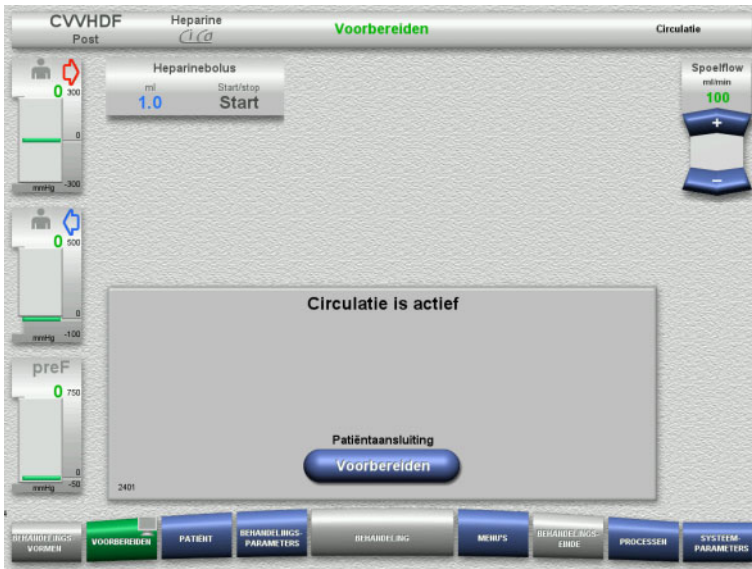 CVVHDF
Post
Heparine
CiCa
Voorbereiden
Circulatie
0 300
0
mmHg -300
Heparinebolus
ml Start/stop
1.0 Start
Spoelflow
ml/min
100
+
−
0 500
0
mmHg -100
preF
0 750
0
mmHg -50
Circulatie is actief
Patiëntaansluiting
Voorbereiden
2401
BEHANDELINGS-
VORMEN
VOORBEREIDEN
PATIËNT
BEHANDELINGS-
PARAMETERS
BEHANDELING
MENU'S
BEHANDELINGS-
EINDE
PROCESSEN
SYSTEEM-
PARAMETERS